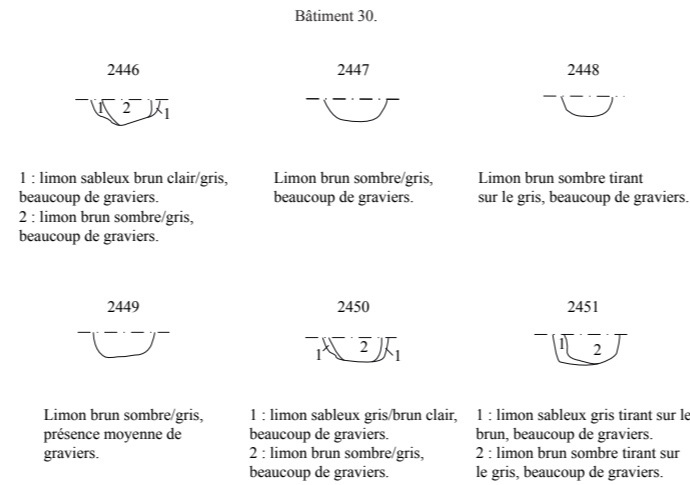 Bâtiment 30.
2446
1
2
1
1 : limon sableux brun clair/gris,
beaucoup de graviers.
2 : limon brun sombre/gris,
beaucoup de graviers.
2447
Limon brun sombre/gris,
beaucoup de graviers.
2448
Limon brun sombre tirant
sur le gris, beaucoup de graviers.
2449
Limon brun sombre/gris,
présence moyenne de
graviers.
2450
1
2
1
1 : limon sableux gris/brun clair,
beaucoup de graviers.
2 : limon brun sombre/gris,
beaucoup de graviers.
2451
1
2
1 : limon sableux gris tirant sur le
brun, beaucoup de graviers.
2 : limon brun sombre tirant sur
le gris, beaucoup de graviers.